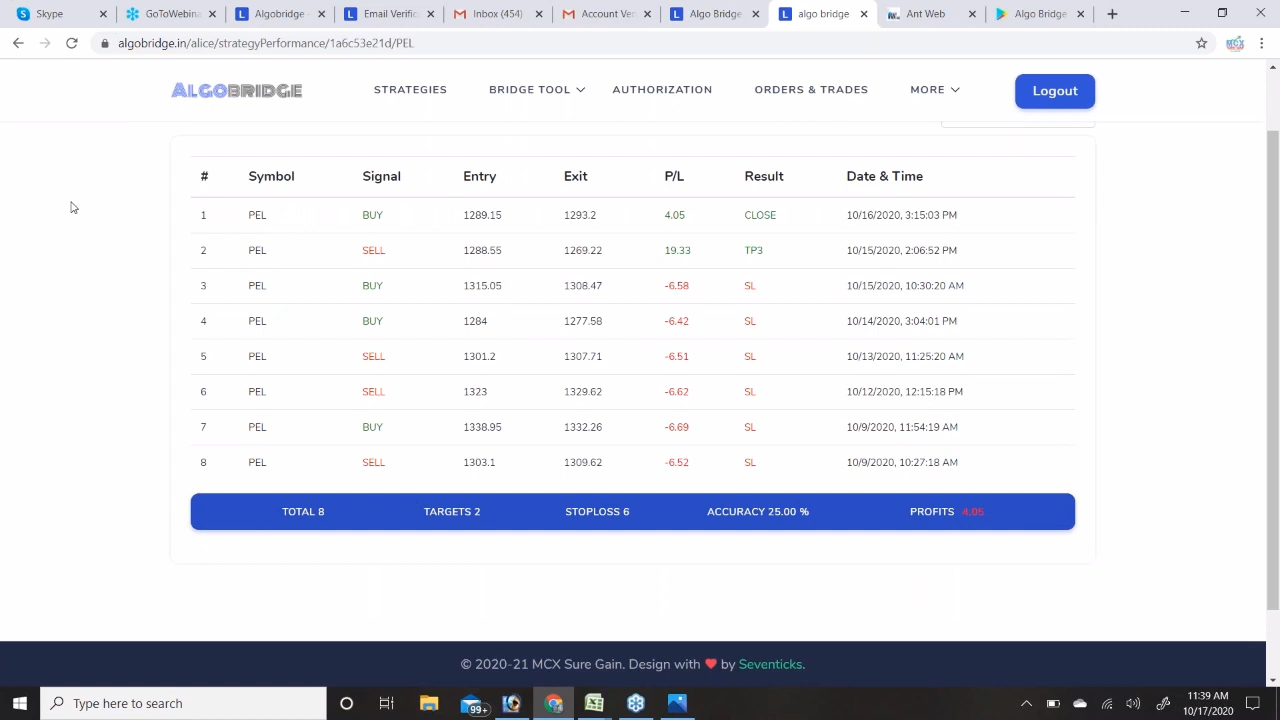 Skype
GoToWebina
Algobridge -
Email Verific
Inbox (454)
Account Ver
Algo Bridge
algo bridge
Ant Web
Algo Bridge
algobridge.in/alice/strategyPerformance/1a6c53e21d/PEL
ALGOBRIDGE STRATEGIES BRIDGE TOOL AUTHORIZATION ORDERS & TRADES MORE Logout
# Symbol Signal Entry Exit P/L Result Date & Time
1 PEL BUY 1289.15 1293.2 4.05 CLOSE 10/16/2020, 3:15:03 PM
2 PEL SELL 1288.55 1269.22 19.33 TP3 10/15/2020, 2:06:52 PM
3 PEL BUY 1315.05 1308.47 -6.58 SL 10/15/2020, 10:30:20 AM
4 PEL BUY 1284 1277.58 -6.42 SL 10/14/2020, 3:04:01 PM
5 PEL SELL 1301.2 1307.71 -6.51 SL 10/13/2020, 11:25:20 AM
6 PEL SELL 1323 1329.62 -6.62 SL 10/12/2020, 12:15:18 PM
7 PEL BUY 1338.95 1332.26 -6.69 SL 10/9/2020, 11:54:19 AM
8 PEL SELL 1303.1 1309.62 -6.52 SL 10/9/2020, 10:27:18 AM
TOTAL 8 TARGETS 2 STOPLOSS 6 ACCURACY 25.00 % PROFITS
© 2020-21 MCX Sure Gain. Design with by Seventicks.
Type here to search
99+
11:39 AM
10/17/2020